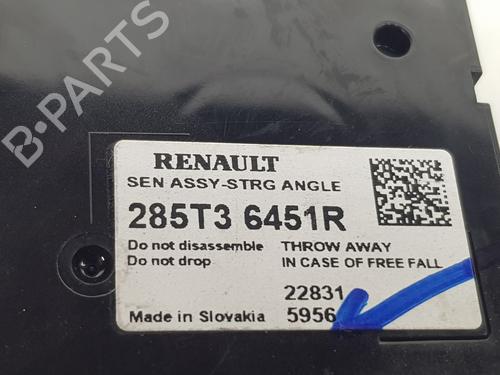 B-PARTS
RENAULT
SEN ASSY-STRG ANGLE
285T3 6451R
Do not disassemble THROW AWAY
Do not drop IN CASE OF FREE FALL
22831
Made in Slovakia 5956